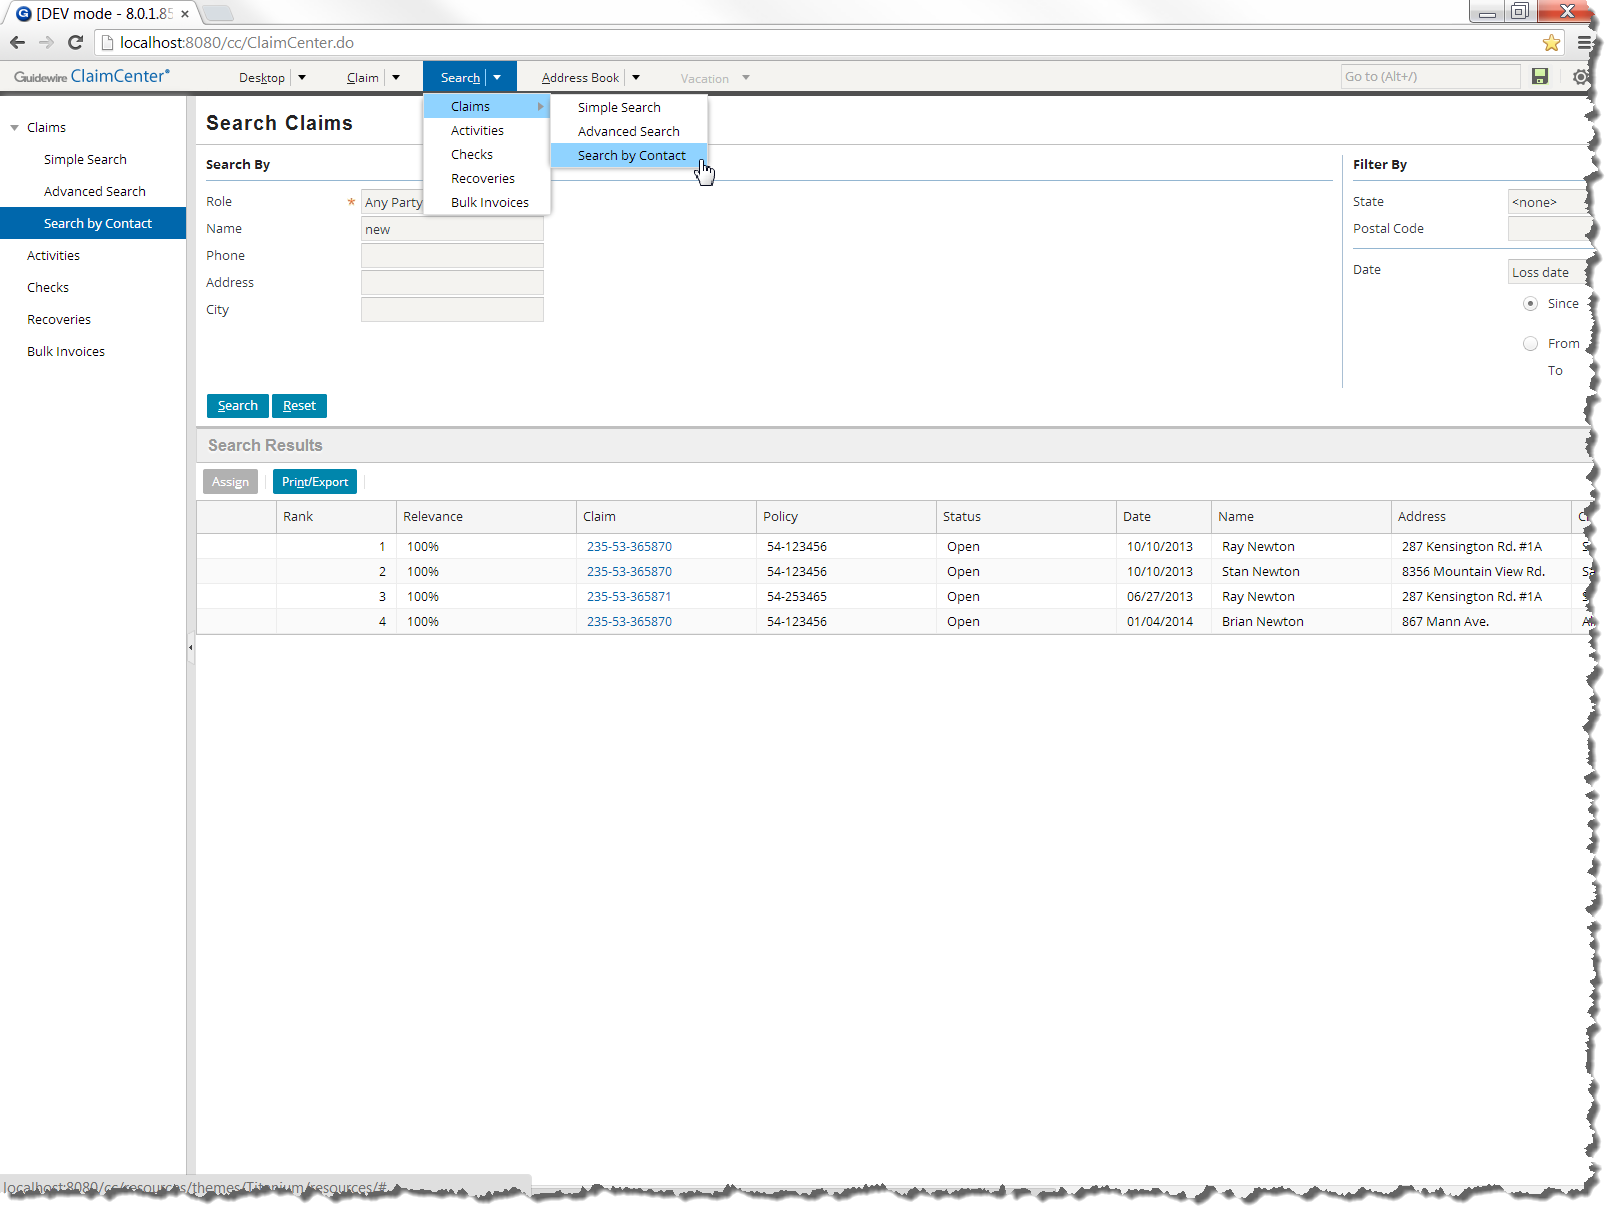 [DEV mode - 8.0.1.85
localhost:8080/cc/ClaimCenter.do
Guidewire ClaimCenter Desktop Claim Search Address Book Vacation Go to (Alt+/)
Claims
Simple Search
Advanced Search
Search by Contact
Activities
Checks
Recoveries
Bulk Invoices
Claims
Activities
Checks
Recoveries
Bulk Invoices
Simple Search
Advanced Search
Search by Contact
Search Claims
Search By
Role * Any Party
Name new
Phone
Address
City
Filter By
State <none>
Postal Code
Date Loss date
Since
From
To
Search Reset
Search Results
Assign Print/Export
Rank Relevance Claim Policy Status Date Name Address
1 100% 235-53-365870 54-123456 Open 10/10/2013 Ray Newton 287 Kensington Rd. #1A
2 100% 235-53-365870 54-123456 Open 10/10/2013 Stan Newton 8356 Mountain View Rd.
3 100% 235-53-365871 54-253465 Open 06/27/2013 Ray Newton 287 Kensington Rd. #1A
4 100% 235-53-365870 54-123456 Open 01/04/2014 Brian Newton 867 Mann Ave.
localhost:8080/cc/resources/themes/Titanium/resources/#